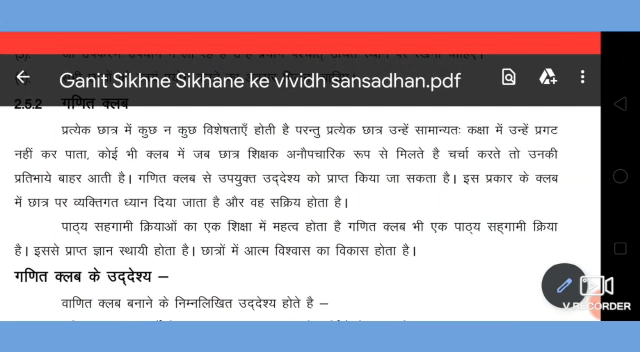 Ganit Sikhne Sikhane ke vividh sansadhan.pdf
2.5.2 गणित क्लब
प्रत्येक छात्र में कुछ न कुछ विशेषताएँ होती है परन्तु प्रत्येक छात्र उन्हें सामान्यतः कक्षा में उन्हें प्रगट
नहीं कर पाता, कोई भी क्लब में जब छात्र शिक्षक अनौपचारिक रूप से मिलते है चर्चा करते तो उनकी
प्रतिभाये बाहर आती है। गणित क्लब से उपयुक्त उद्देश्य को प्राप्त किया जा सकता है। इस प्रकार के क्लब
में छात्र पर व्यक्तिगत ध्यान दिया जाता है और वह सक्रिय होता है।
पाठ्य सहगामी क्रियाओं का एक शिक्षा में महत्व होता है गणित क्लब भी एक पाठ्य सह्गामी क्रिया
है। इससे प्राप्त ज्ञान स्थायी होता है। छात्रों में आत्म विश्वास का विकास होता है।
गणित क्लब के उद्देश्य –
वाणित क्लब बनाने के निम्नलिखित उद्देश्य होते है –
V.RECORDER